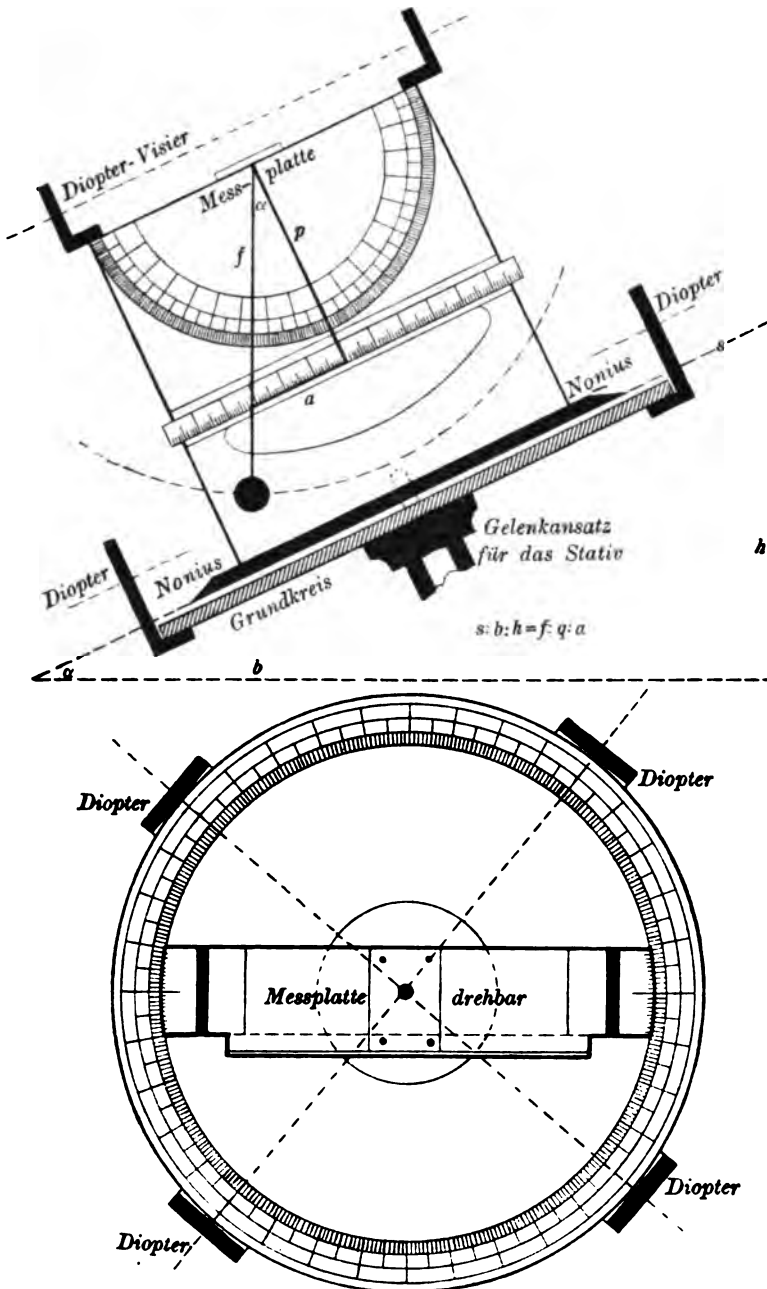 Diopter-Visier
Mess-platte
α
f
p
a
Diopter
Nonius
s
Diopter
Nonius
Grundkreis
Gelenkansatz
für das Stativ
h
s:b:h=f:q:a
α
b
Diopter
Diopter
Messplatte drehbar
Diopter
Diopter